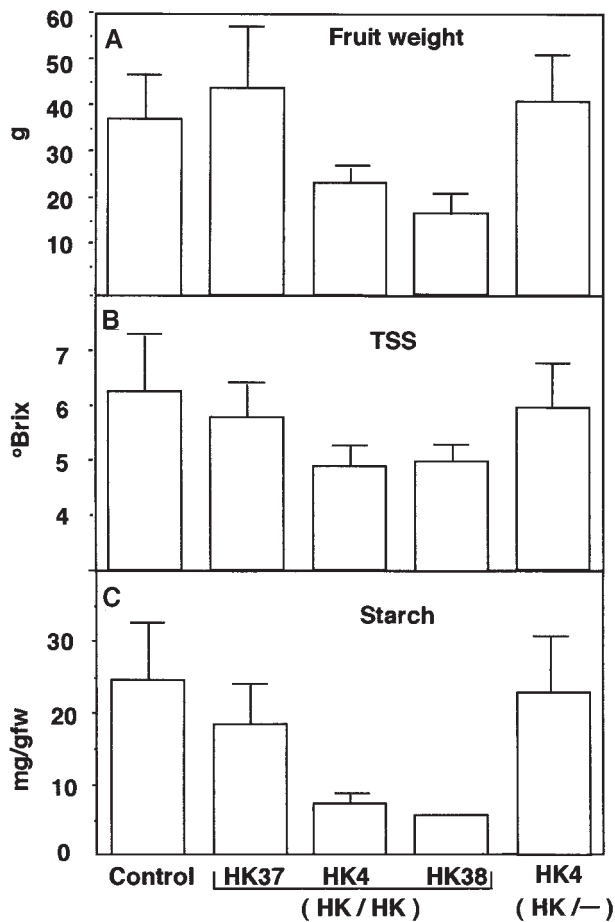 A
Fruit weight
60
50
40
30
20
10
g
B
TSS
7
6
5
4
ºBrix
C
Starch
30
20
10
0
mg/gfw
Control HK37 HK4 HK38 HK4
( HK / HK ) ( HK /— )